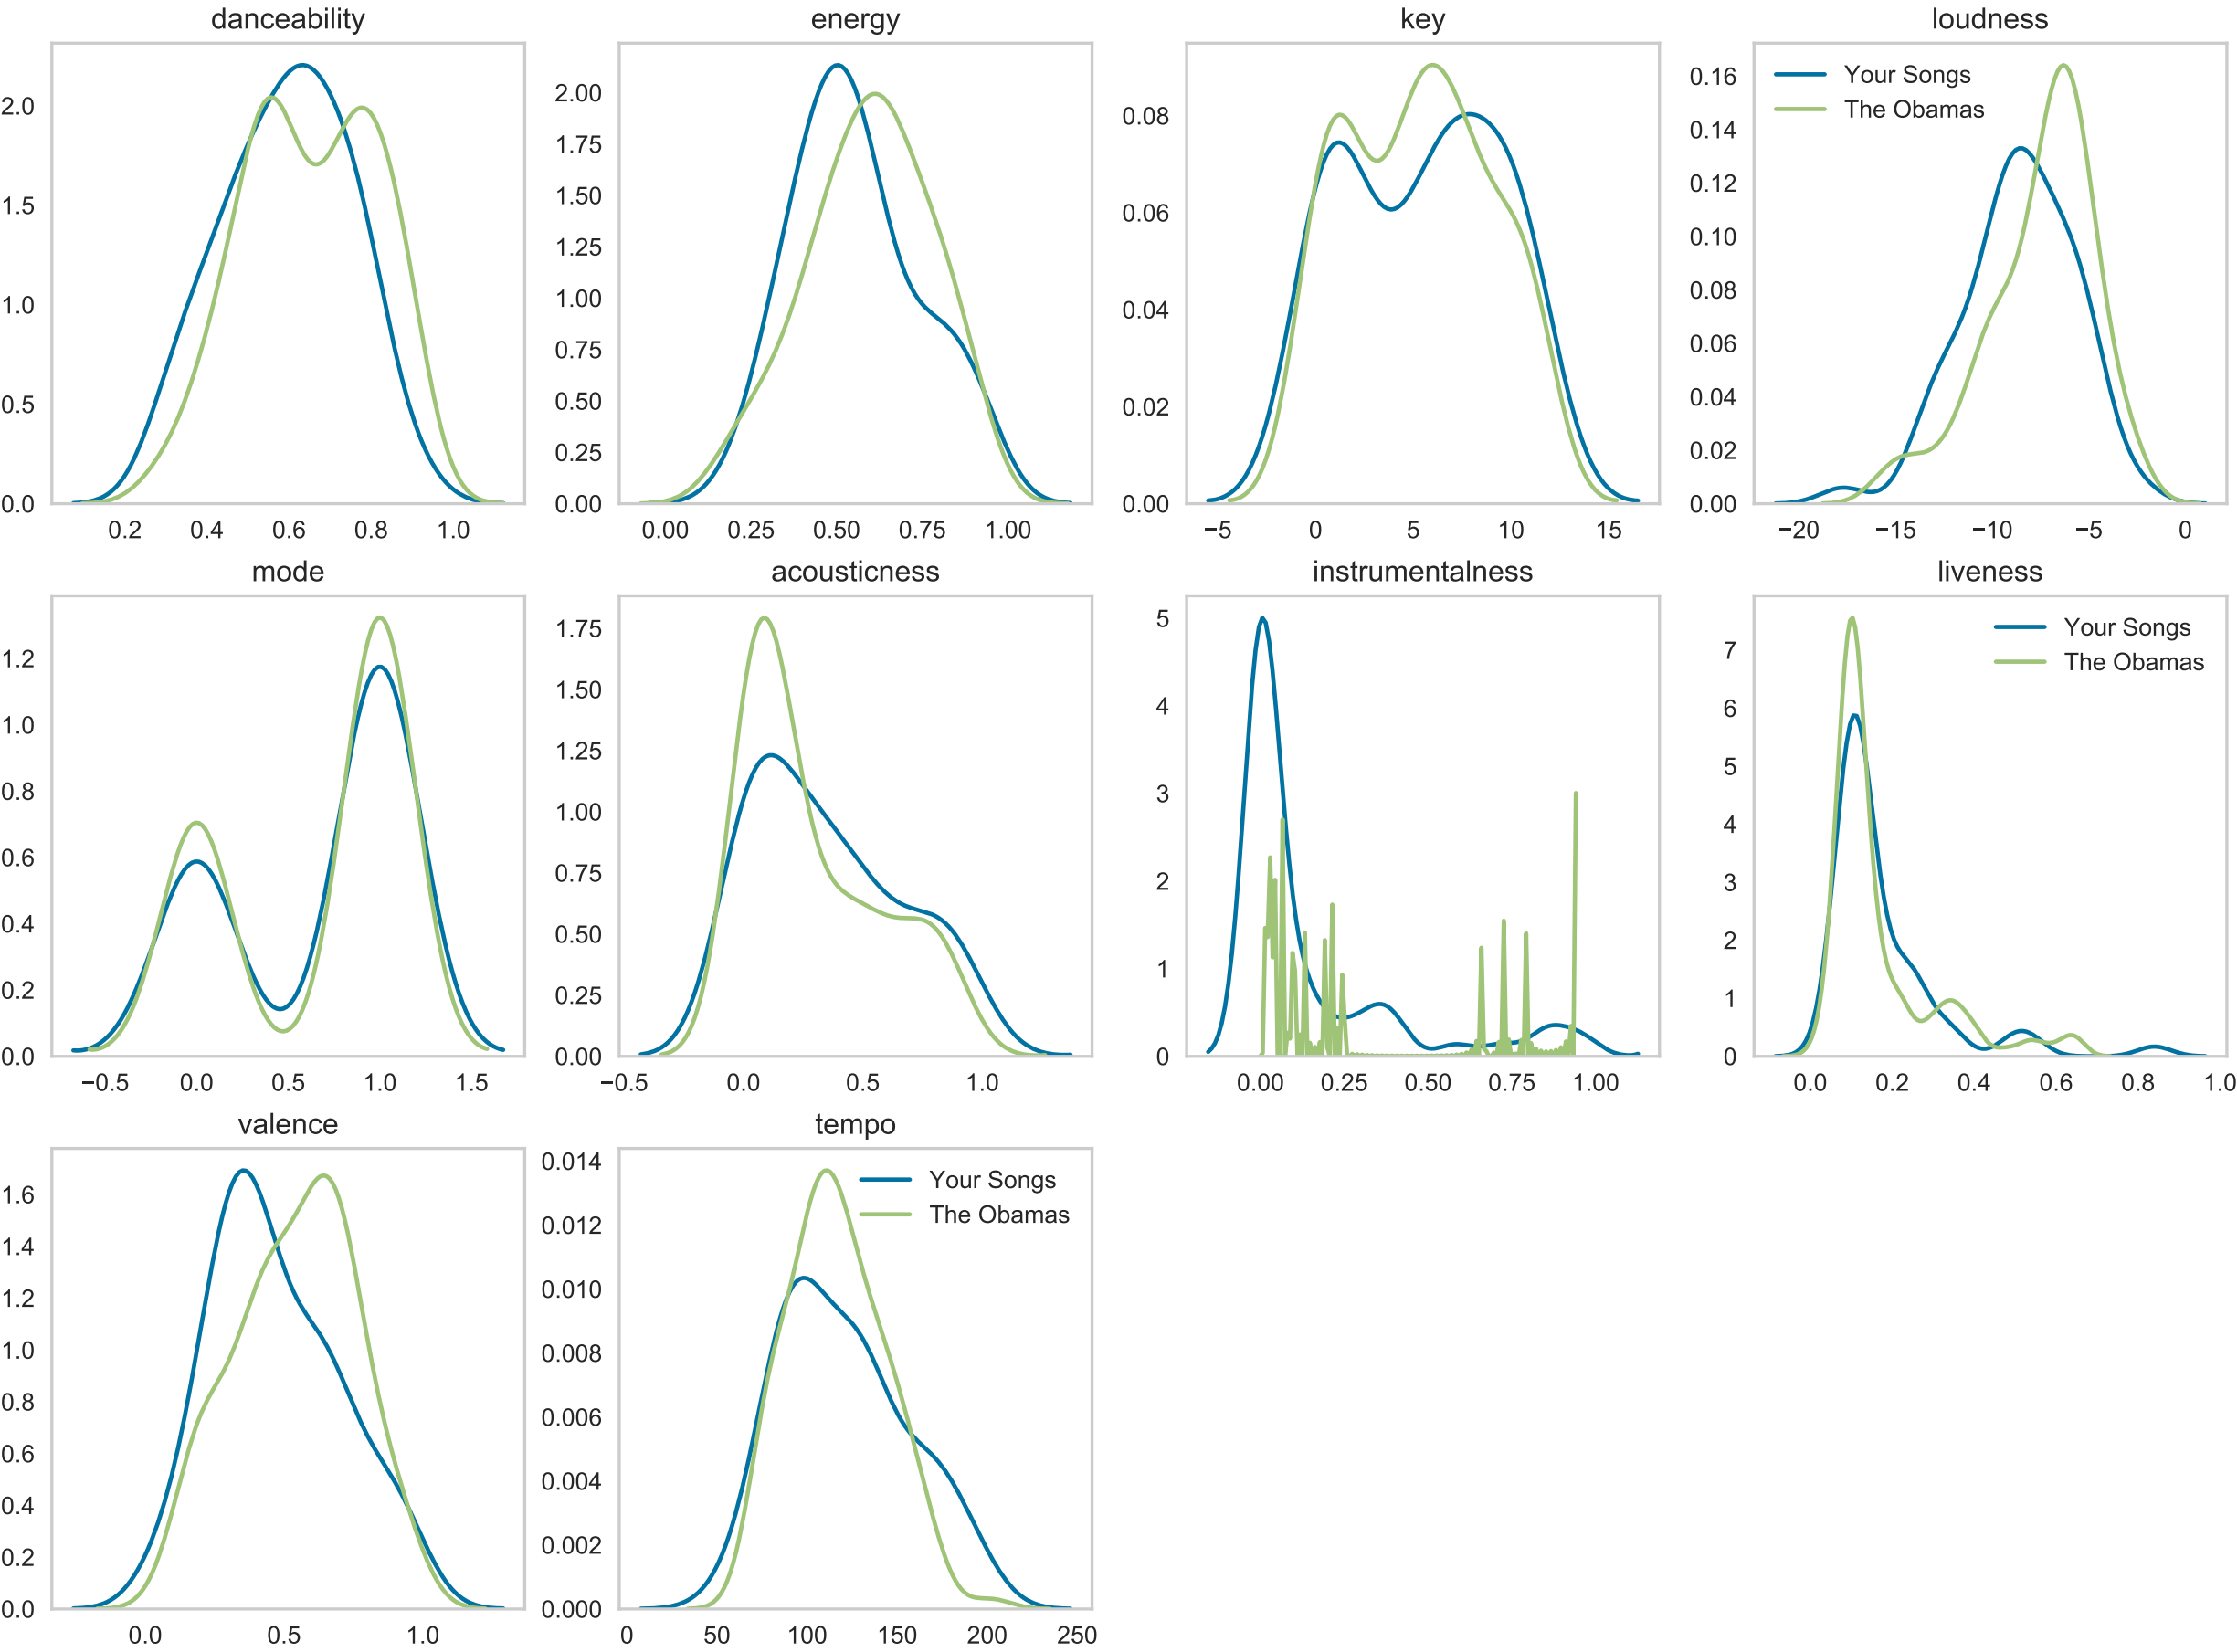 danceability
energy
key
loudness
2.0
1.5
1.0
0.5
0.0
0.2 0.4 0.6 0.8 1.0
2.00
1.75
1.50
1.25
1.00
0.75
0.50
0.25
0.00
0.00 0.25 0.50 0.75 1.00
0.08
0.06
0.04
0.02
0.00
−5 0 5 10 15
Your Songs
The Obamas
0.16
0.14
0.12
0.10
0.08
0.06
0.04
0.02
0.00
−20 −15 −10 −5 0
mode
acousticness
instrumentalness
liveness
1.2
1.0
0.8
0.6
0.4
0.2
0.0
−0.5 0.0 0.5 1.0 1.5
1.75
1.50
1.25
1.00
0.75
0.50
0.25
0.00
−0.5 0.0 0.5 1.0
5
4
3
2
1
0
0.00 0.25 0.50 0.75 1.00
Your Songs
The Obamas
7
6
5
4
3
2
1
0
0.0 0.2 0.4 0.6 0.8 1.0
valence
tempo
1.6
1.4
1.2
1.0
0.8
0.6
0.4
0.2
0.0
0.0 0.5 1.0
Your Songs
The Obamas
0.014
0.012
0.010
0.008
0.006
0.004
0.002
0.000
0 50 100 150 200 250